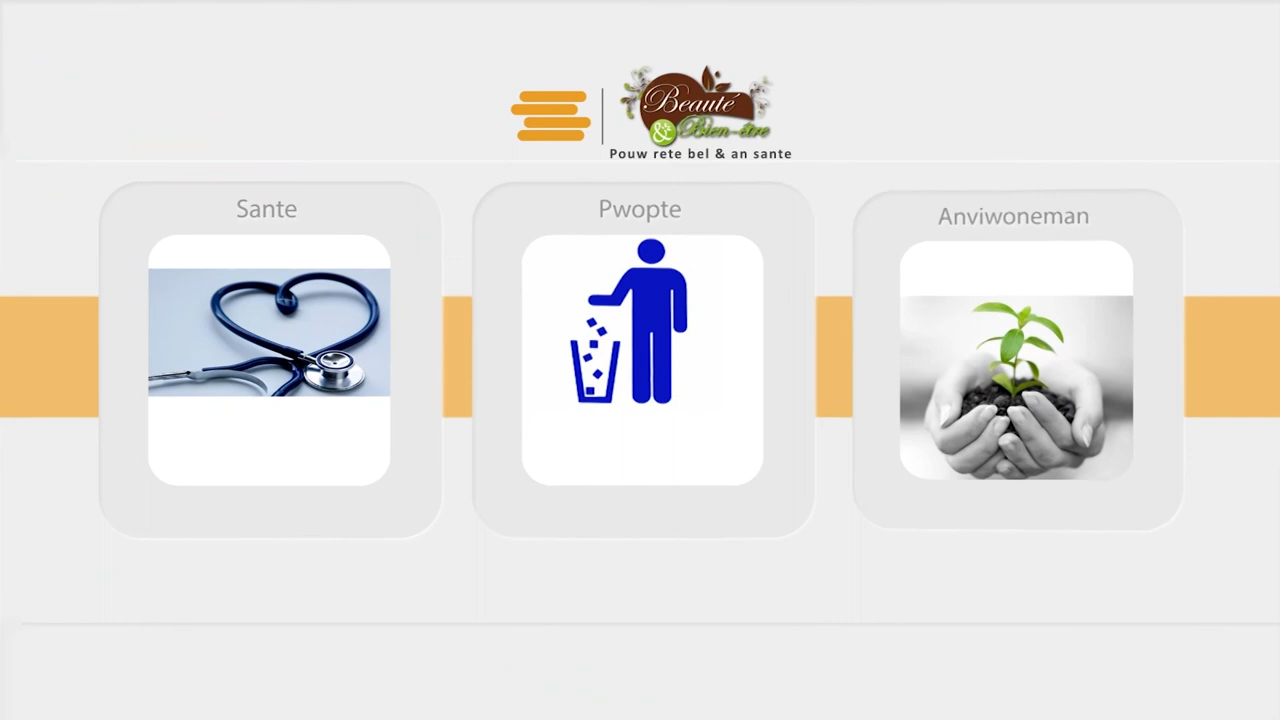 Beauté
& Bien-être
Pouw rete bel & an sante
Sante
Pwopte
Anviwoneman